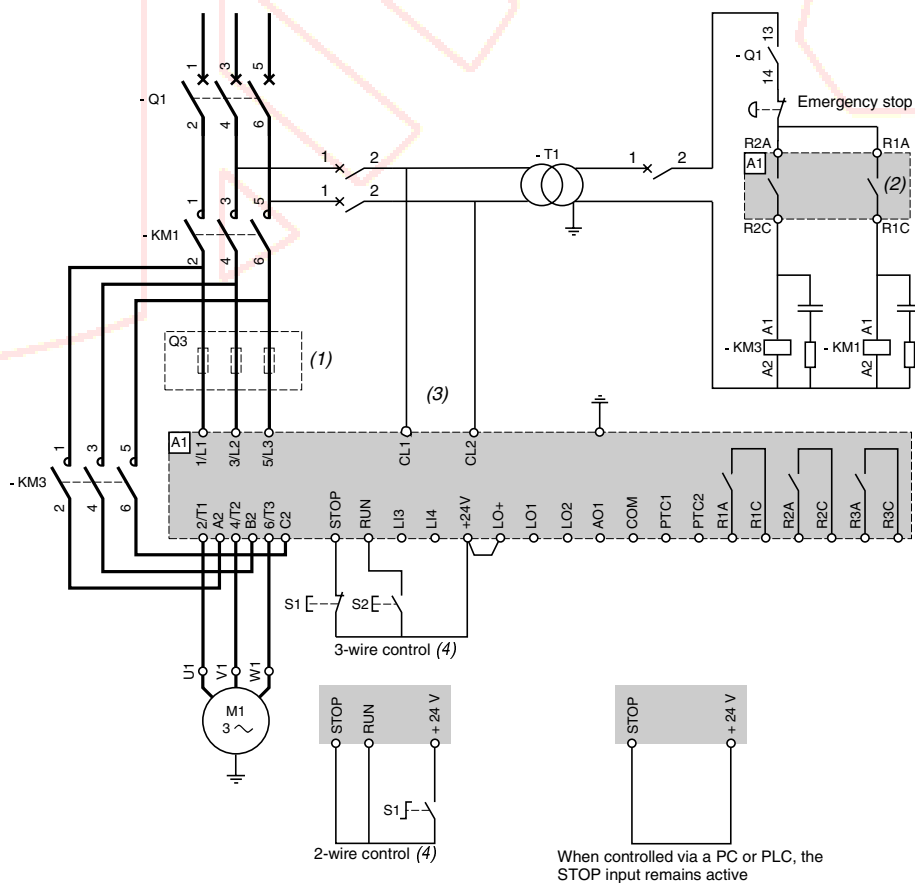 1 3 5
- Q1
2 4 6
1 2
1 2
- T1
1 2
13
- Q1
14
Emergency stop
R2A R1A
A1
(2)
R2C R1C
1 3 5
- KM1
2 4 6
Q3
(1)
A1 A1
- KM3 - KM1
A2 A2
(3)
A1
1/L1 3/L2 5/L3 CL1 CL2
1 3 5
- KM3
2 4 6
2/T1 A2 4/T2 B2 6/T3 C2 STOP RUN LI3 LI4 +24V LO+ LO1 LO2 AO1 COM PTC1 PTC2 R1A R1C R2A R2C R3A R3C
S1 S2
3-wire control (4)
U1 V1 W1
M1
3
STOP RUN + 24 V
S1
2-wire control (4)
STOP + 24 V
When controlled via a PC or PLC, the
STOP input remains active